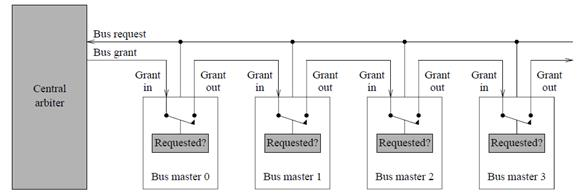 Bus request
Bus grant
Central
arbiter
Grant
in
Grant
out
Grant
in
Grant
out
Grant
in
Grant
out
Grant
in
Grant
out
Requested?
Requested?
Requested?
Requested?
Bus master 0
Bus master 1
Bus master 2
Bus master 3